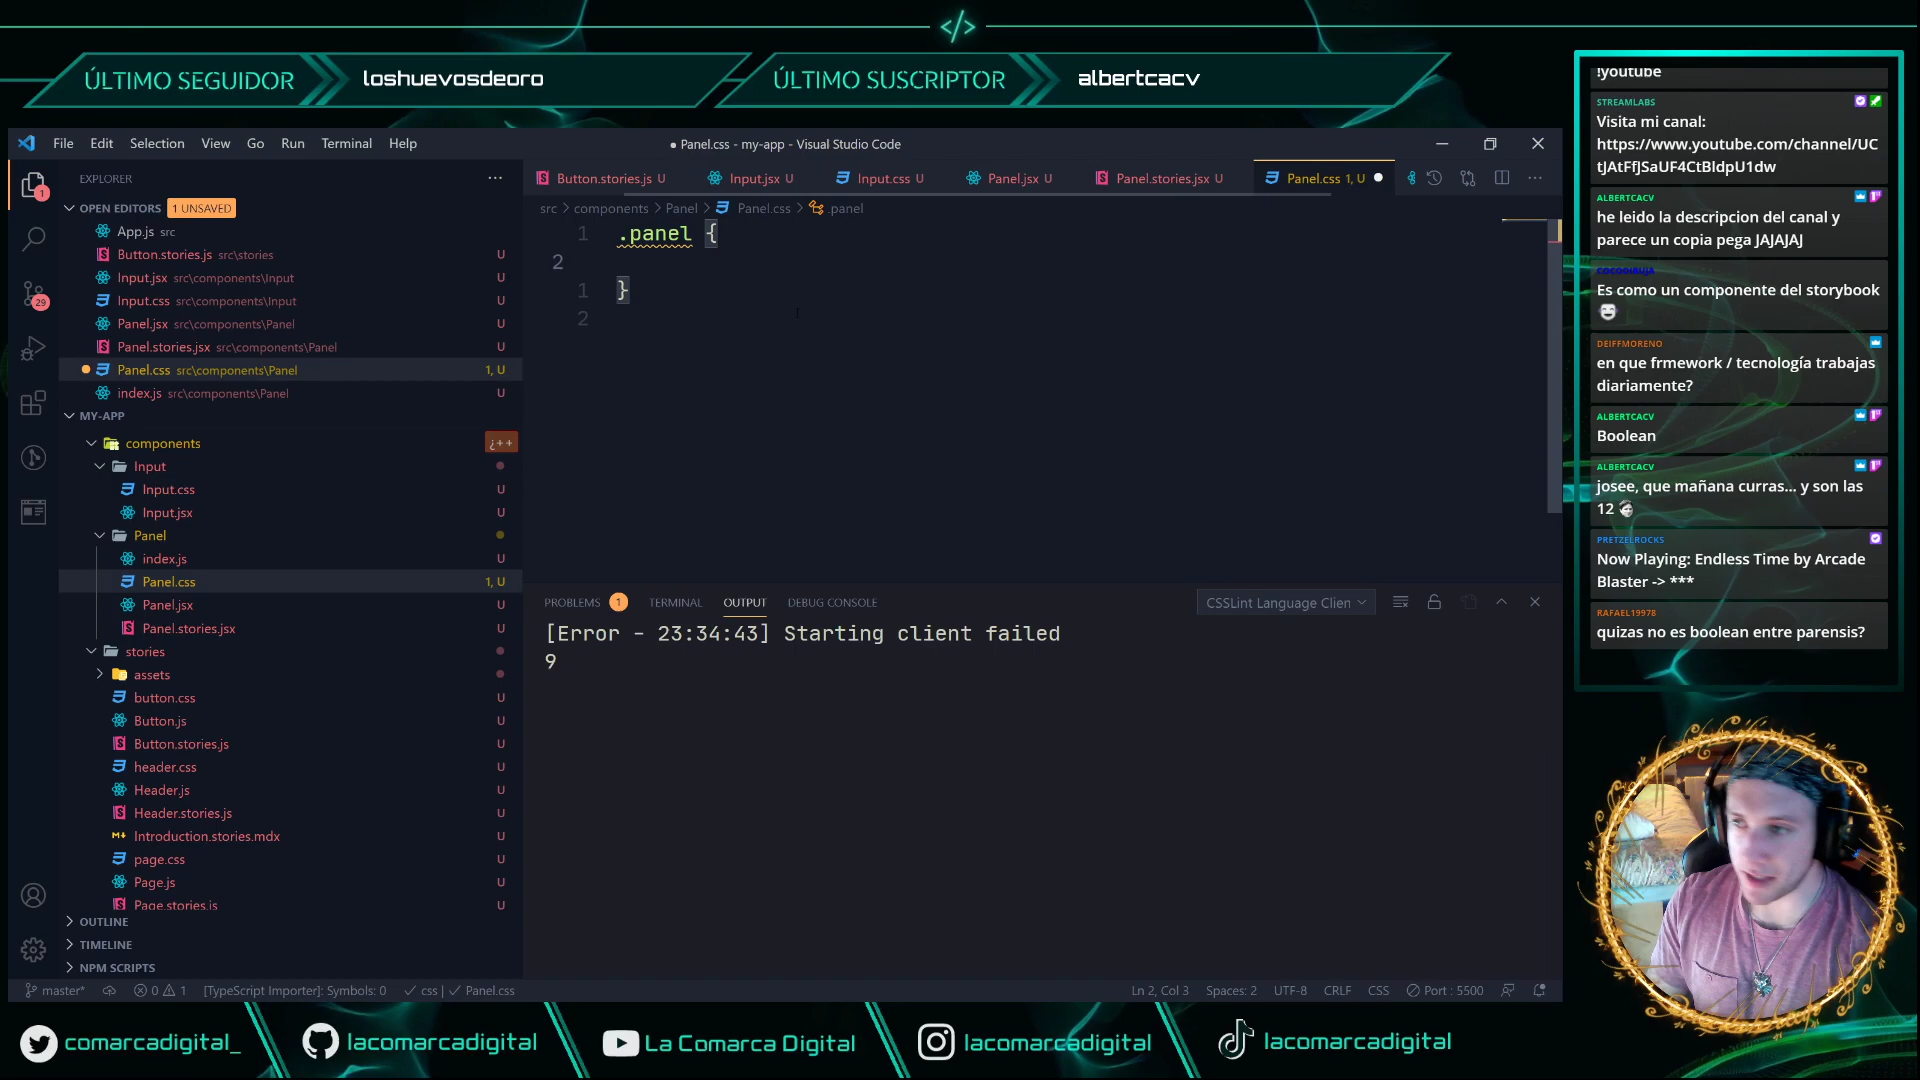 </>
ÚLTIMO SEGUIDOR
loshuevosdeoro
ÚLTIMO SUSCRIPTOR
albertcacv
File Edit Selection View Go Run Terminal Help
● Panel.css - my-app - Visual Studio Code
EXPLORER
OPEN EDITORS 1 UNSAVED
App.js src
Button.stories.js src\stories U
Input.jsx src\components\Input U
Input.css src\components\Input U
Panel.jsx src\components\Panel U
Panel.stories.jsx src\components\Panel U
Panel.css src\components\Panel 1, U
index.js src\components\Panel U
MY-APP
components ¿++
Input
Input.css U
Input.jsx U
Panel
index.js U
Panel.css 1, U
Panel.jsx U
Panel.stories.jsx U
stories
assets
button.css U
Button.js U
Button.stories.js U
header.css U
Header.js U
Header.stories.js U
Introduction.stories.mdx U
page.css U
Page.js U
Page.stories.js U
OUTLINE
TIMELINE
NPM SCRIPTS
1
29
Button.stories.js U Input.jsx U Input.css U Panel.jsx U Panel.stories.jsx U Panel.css 1, U
src > components > Panel > Panel.css > .panel
1 .panel {
2
1 }
2
PROBLEMS 1 TERMINAL OUTPUT DEBUG CONSOLE
CSSLint Language Clien
[Error - 23:34:43] Starting client failed
9
master* 0 1 [TypeScript Importer]: Symbols: 0 css | Panel.css
Ln 2, Col 3 Spaces: 2 UTF-8 CRLF CSS Port : 5500
!youtube
STREAMLABS
Visita mi canal:
https://www.youtube.com/channel/UC
tJAtFfJSaUF4CtBldpU1dw
ALBERTCACV
he leido la descripcion del canal y
parece un copia pega JAJAJAJ
Es como un componente del storybook
DEIFFMORENO
en que frmework / tecnología trabajas
diariamente?
ALBERTCACV
Boolean
ALBERTCACV
josee, que mañana curras... y son las
12
PRETZELROCKS
Now Playing: Endless Time by Arcade
Blaster -> ***
RAFAEL19978
quizas no es boolean entre parensis?
comarcadigital_
lacomarcadigital
La Comarca Digital
lacomarcadigital
lacomarcadigital